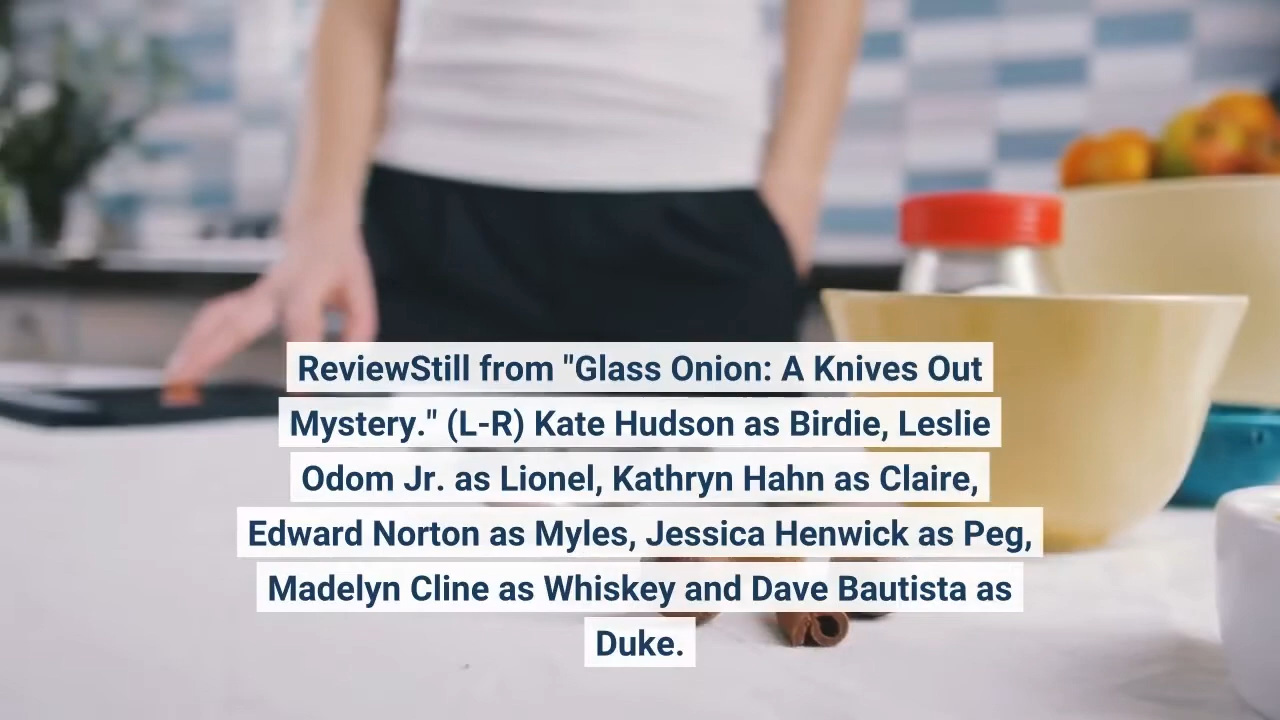 ReviewStill from "Glass Onion: A Knives Out
Mystery." (L-R) Kate Hudson as Birdie, Leslie
Odom Jr. as Lionel, Kathryn Hahn as Claire,
Edward Norton as Myles, Jessica Henwick as Peg,
Madelyn Cline as Whiskey and Dave Bautista as
Duke.